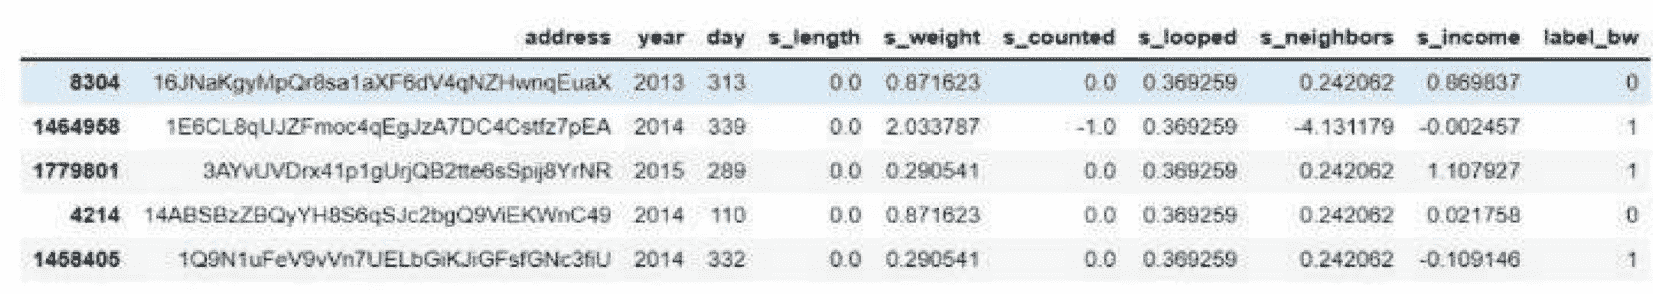 address year day s_length s_weight s_counted s_looped s_neighbors s_income label_bw
8304 16JNaKgyMpQr8sa1aXF6dV4qNZHwnqEuaX 2013 313 0.0 0.871623 0.0 0.369259 0.242062 0.869837 0
1464958 1E6CL8qUJZFmoc4qEgJzA7DC4Cstfz7pEA 2014 339 0.0 2.033787 -1.0 0.369259 -4.131179 -0.002457 1
1779801 3AYvUVDrx41p1gUrjQB2tte6sSpij8YrNR 2015 289 0.0 0.290541 0.0 0.369259 0.242062 1.107927 1
4214 14ABSBzZBQyYH8S6qSJc2bgQ9ViEKWnC49 2014 110 0.0 0.871623 0.0 0.369259 0.242062 0.021758 0
1458405 1Q9N1uFeV9vVn7UELbGiKJiGFsfGNc3fiU 2014 332 0.0 0.290541 0.0 0.369259 0.242062 -0.109146 1